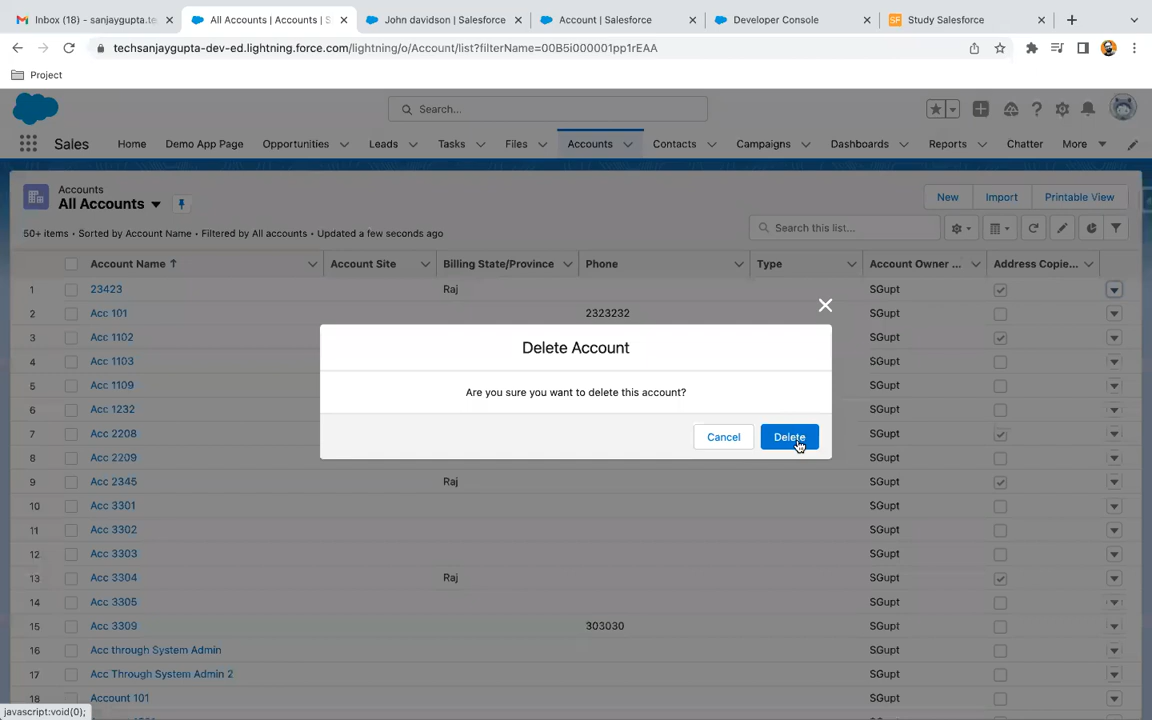 Inbox (18) - sanjaygupta.te
All Accounts | Accounts | S
John davidson | Salesforce
Account | Salesforce
Developer Console
SF Study Salesforce
techsanjaygupta-dev-ed.lightning.force.com/lightning/o/Account/list?filterName=00B5i000001pp1rEAA
Project
Search...
Sales Home Demo App Page Opportunities Leads Tasks Files Accounts Contacts Campaigns Dashboards Reports Chatter More
Accounts
All Accounts
New Import Printable View
50+ items • Sorted by Account Name • Filtered by All accounts • Updated a few seconds ago
Search this list...
Account Name Account Site Billing State/Province Phone Type Account Owner ... Address Copie...
1 23423 Raj SGupt
2 Acc 101 2323232 SGupt
3 Acc 1102 SGupt
4 Acc 1103 SGupt
5 Acc 1109 SGupt
6 Acc 1232 SGupt
7 Acc 2208 SGupt
8 Acc 2209 SGupt
9 Acc 2345 Raj SGupt
10 Acc 3301 SGupt
11 Acc 3302 SGupt
12 Acc 3303 SGupt
13 Acc 3304 Raj SGupt
14 Acc 3305 SGupt
15 Acc 3309 303030 SGupt
16 Acc through System Admin SGupt
17 Acc Through System Admin 2 SGupt
18 Account 101 SGupt
Delete Account
Are you sure you want to delete this account?
Cancel Delete
javascript:void(0);